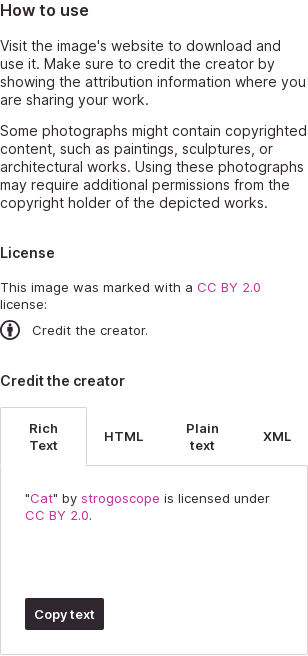 How to use
Visit the image's website to download and
use it. Make sure to credit the creator by
showing the attribution information where you
are sharing your work.
Some photographs might contain copyrighted
content, such as paintings, sculptures, or
architectural works. Using these photographs
may require additional permissions from the
copyright holder of the depicted works.
License
This image was marked with a CC BY 2.0
license:
Credit the creator.
Credit the creator
Rich
Text
HTML
Plain
text
XML
"Cat" by strogoscope is licensed under
CC BY 2.0.
Copy text